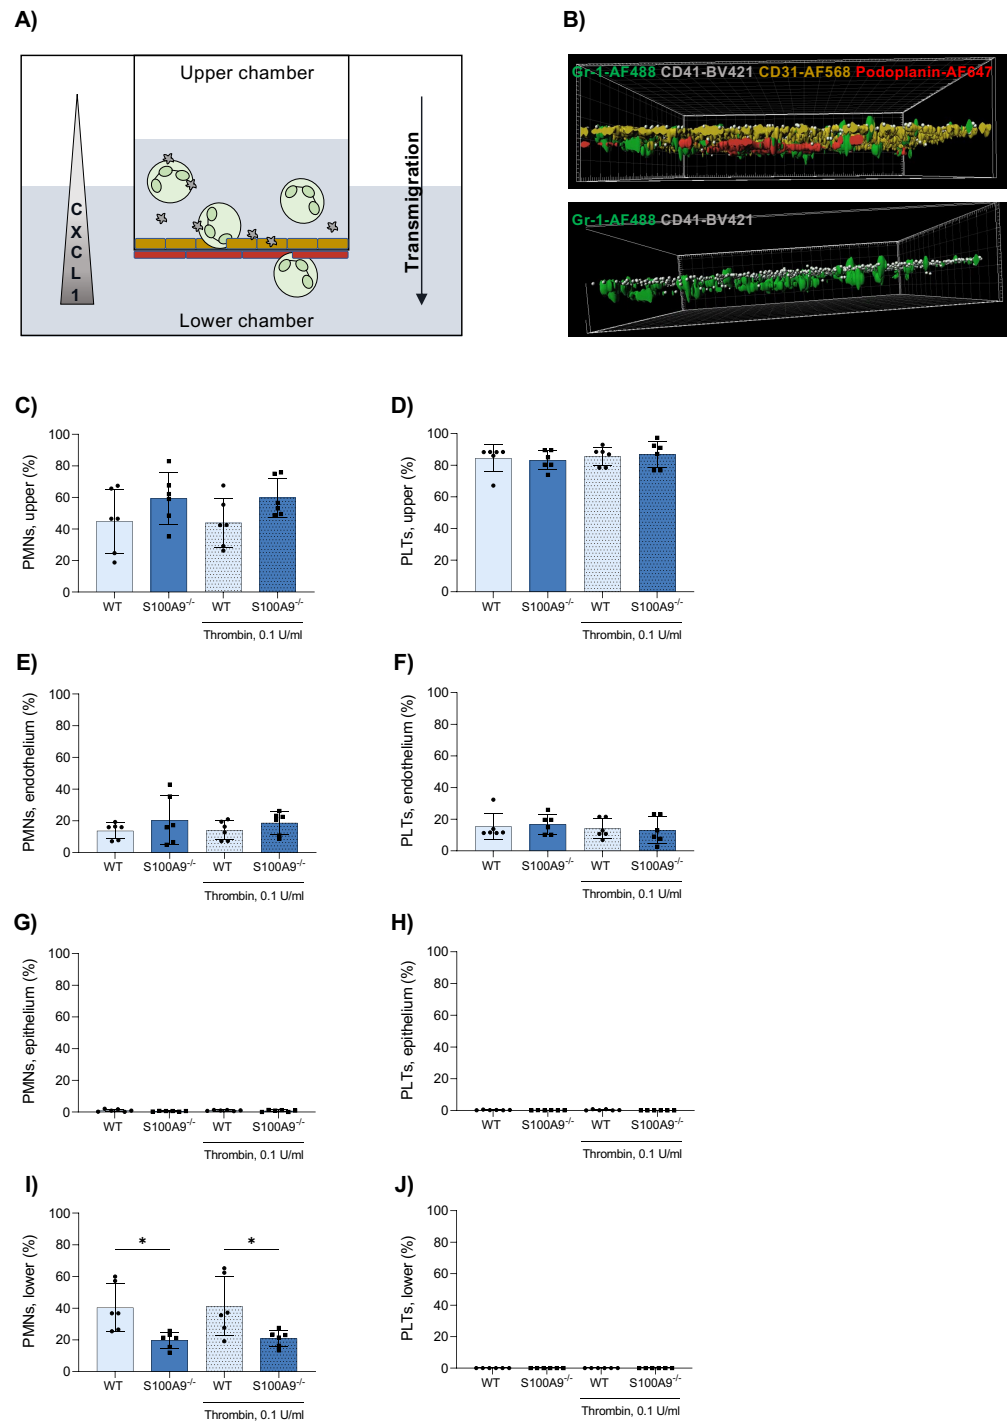 A)
B)
Upper chamber
CXCL1
Transmigration
Lower chamber
Gr-1-AF488 CD41-BV421 CD31-AF568 Podoplanin-AF647
Gr-1-AF488 CD41-BV421
C)
PMNs, upper (%)
100
80
60
40
20
0
WT S100A9-/- WT S100A9-/-
Thrombin, 0.1 U/ml
D)
PLTs, upper (%)
100
80
60
40
20
0
WT S100A9-/- WT S100A9-/-
Thrombin, 0.1 U/ml
E)
PMNs, endothelium (%)
100
80
60
40
20
0
WT S100A9-/- WT S100A9-/-
Thrombin, 0.1 U/ml
F)
PLTs, endothelium (%)
100
80
60
40
20
0
WT S100A9-/- WT S100A9-/-
Thrombin, 0.1 U/ml
G)
PMNs, epithelium (%)
100
80
60
40
20
0
WT S100A9-/- WT S100A9-/-
Thrombin, 0.1 U/ml
H)
PLTs, epithelium (%)
100
80
60
40
20
0
WT S100A9-/- WT S100A9-/-
Thrombin, 0.1 U/ml
I)
PMNs, lower (%)
100
80
60
40
20
0
* *
WT S100A9-/- WT S100A9-/-
Thrombin, 0.1 U/ml
J)
PLTs, lower (%)
100
80
60
40
20
0
WT S100A9-/- WT S100A9-/-
Thrombin, 0.1 U/ml